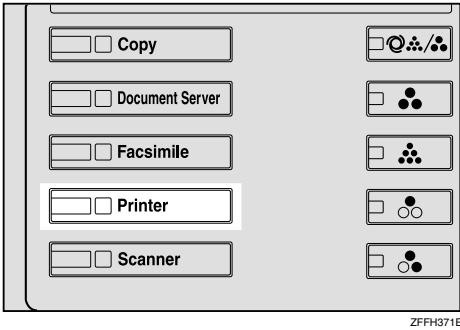 Copy
Document Server
Facsimile
Printer
Scanner
ZFFH371E